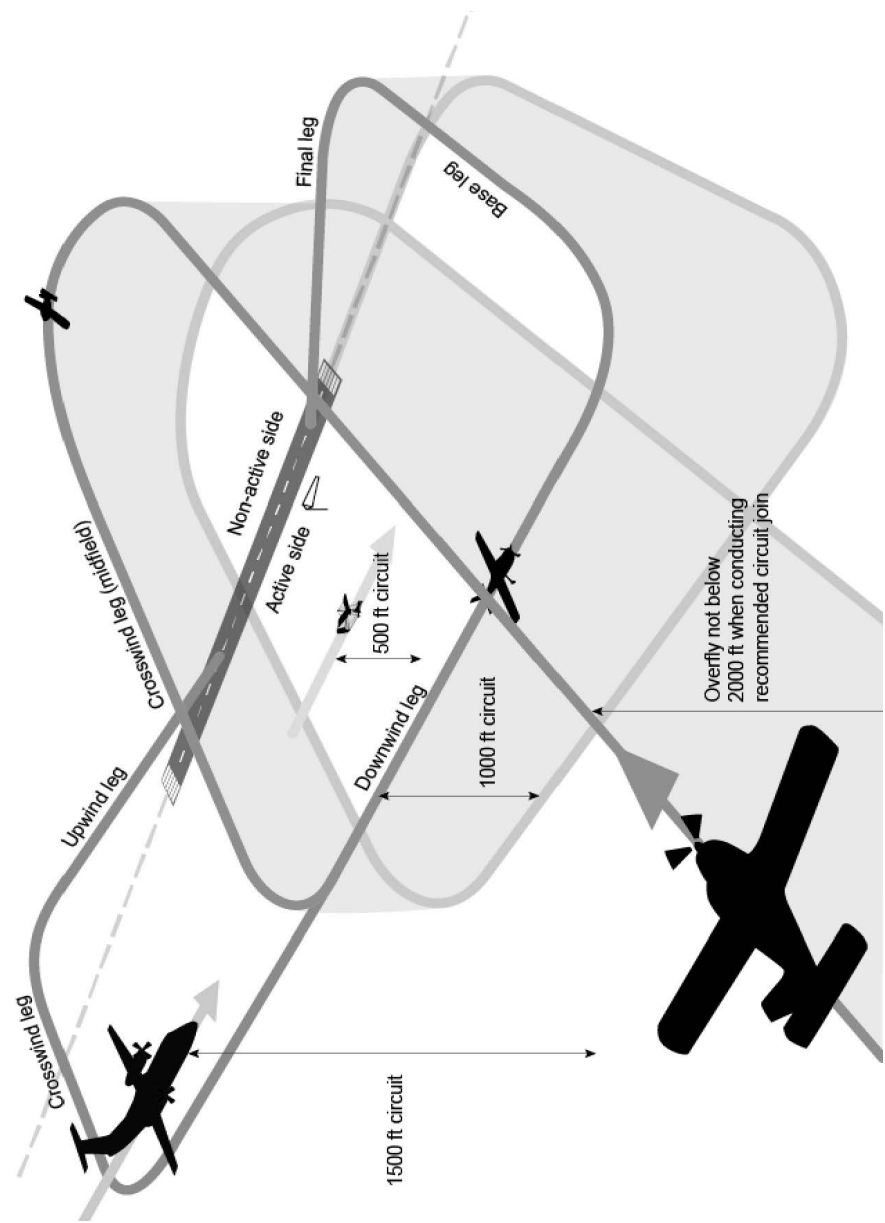 Final leg
Base leg
Non-active side
Active side
Crosswind leg (midfield)
500 ft circuit
Upwind leg
Downwind leg
1000 ft circuit
Overfly not below
2000 ft when conducting
recommended circuit join
Crosswind leg
1500 ft circuit